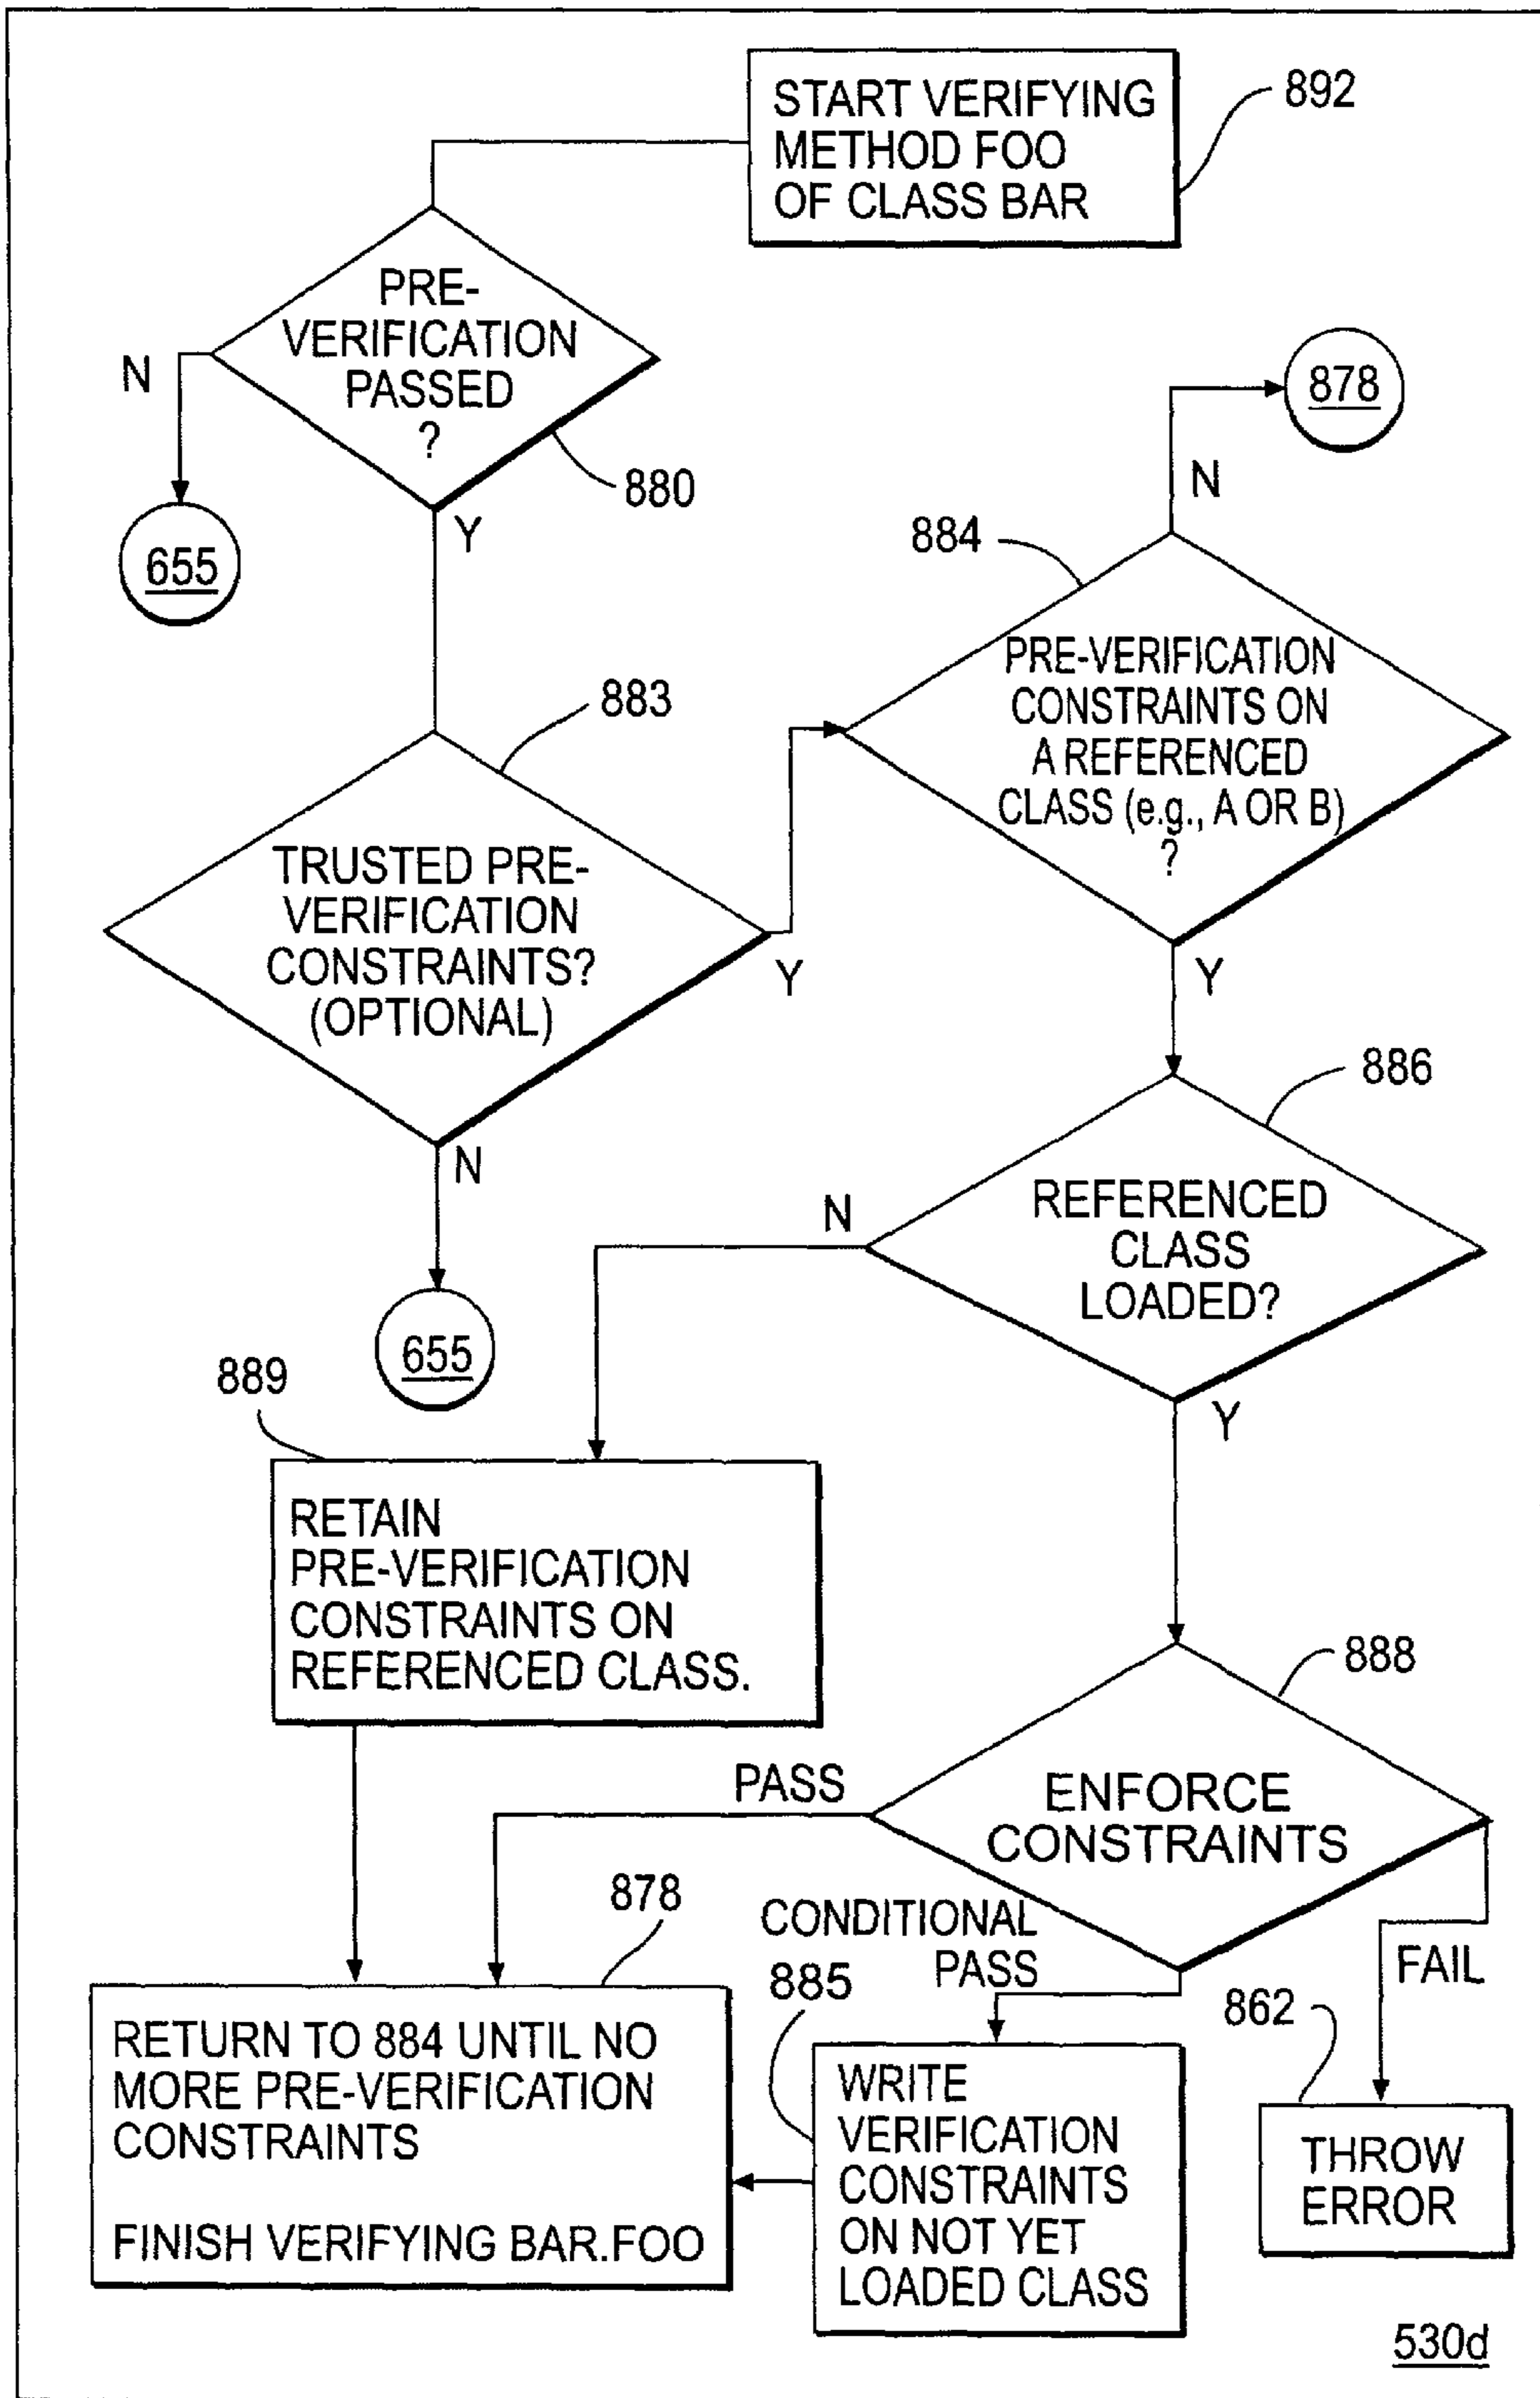 START VERIFYING
METHOD FOO
OF CLASS BAR
892
PRE-
VERIFICATION
PASSED
?
N
880
Y
655
878
N
884
PRE-VERIFICATION
CONSTRAINTS ON
A REFERENCED
CLASS (e.g., A OR B)
?
Y
883
TRUSTED PRE-
VERIFICATION
CONSTRAINTS?
(OPTIONAL)
Y
N
655
886
REFERENCED
CLASS
LOADED?
N
Y
889
RETAIN
PRE-VERIFICATION
CONSTRAINTS ON
REFERENCED CLASS.
888
ENFORCE
CONSTRAINTS
PASS
CONDITIONAL
PASS
FAIL
878
RETURN TO 884 UNTIL NO
MORE PRE-VERIFICATION
CONSTRAINTS
FINISH VERIFYING BAR.FOO
885
WRITE
VERIFICATION
CONSTRAINTS
ON NOT YET
LOADED CLASS
862
THROW
ERROR
530d